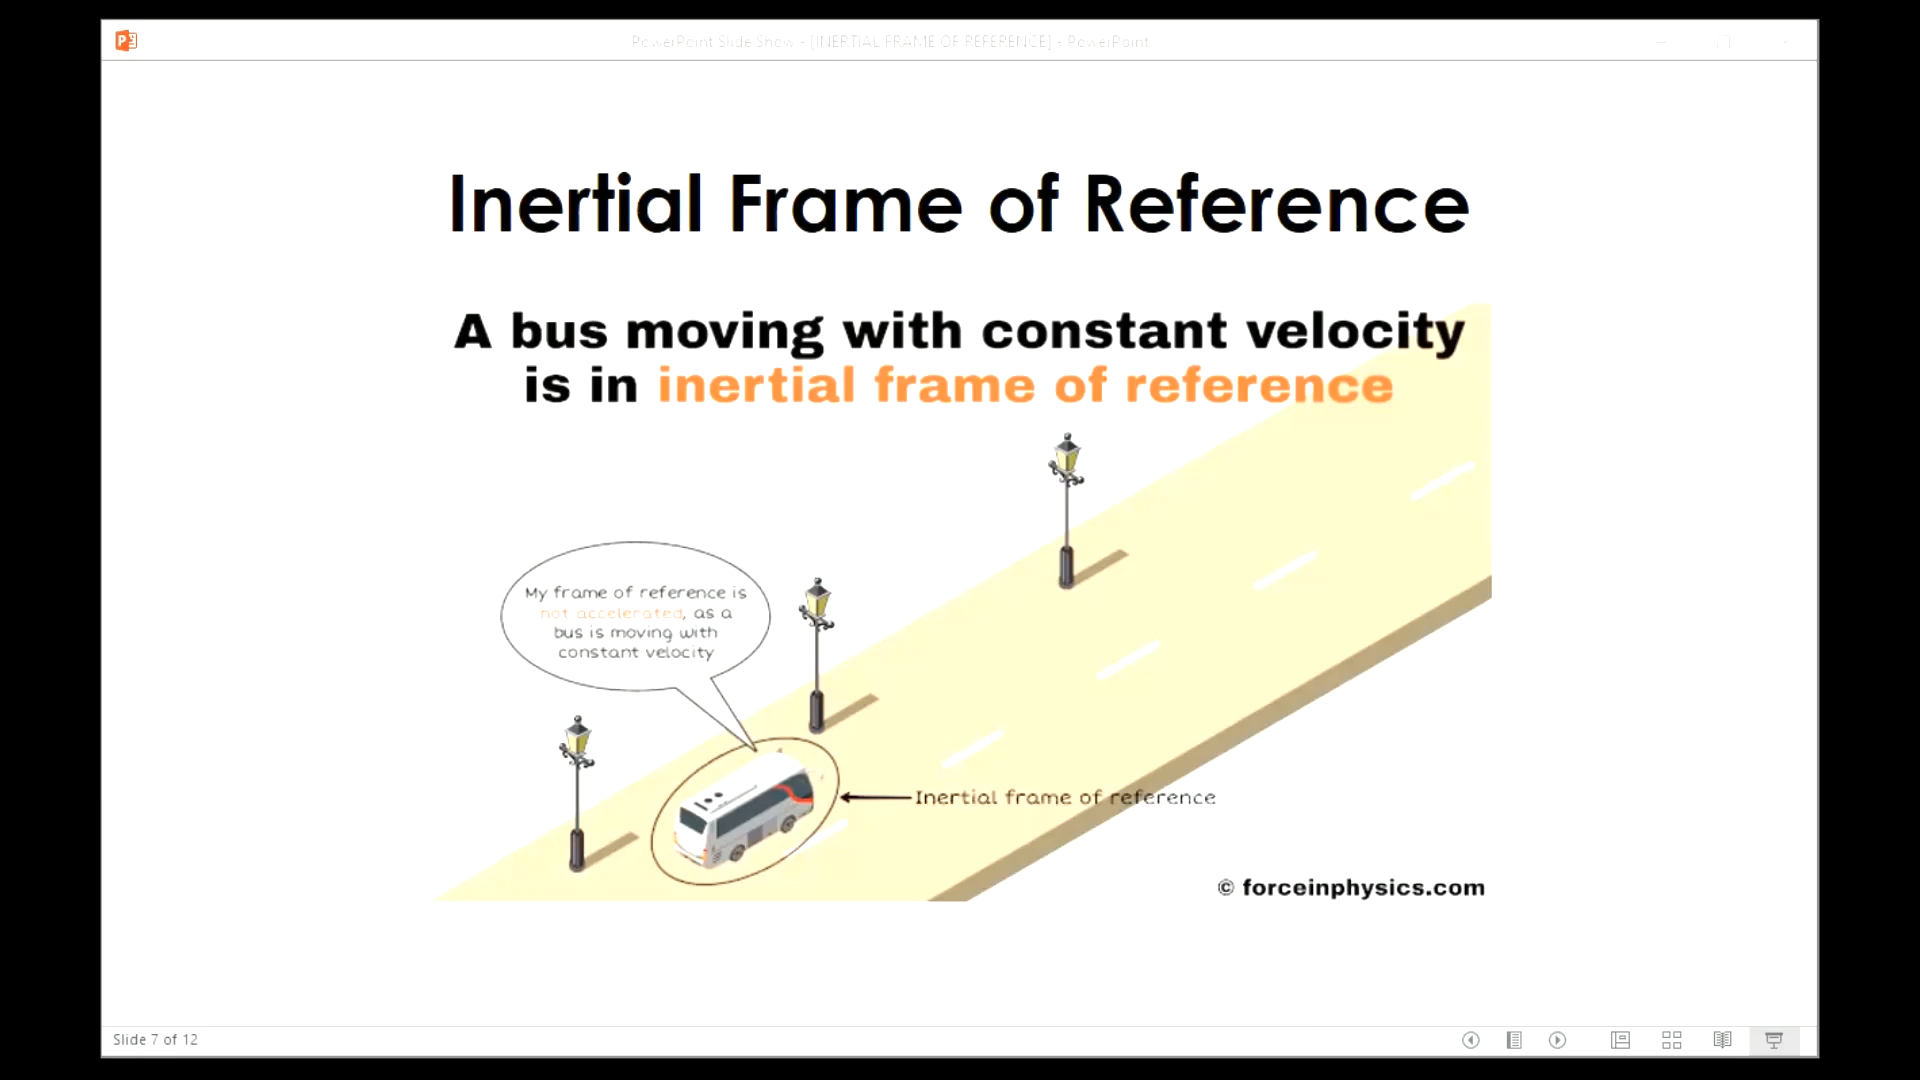 PowerPoint Slide Show - [INERTIAL FRAME OF REFERENCE] - PowerPoint
Inertial Frame of Reference
A bus moving with constant velocity
is in inertial frame of reference
My frame of reference is
not accelerated, as a
bus is moving with
constant velocity
Inertial frame of reference
© forceinphysics.com
Slide 7 of 12